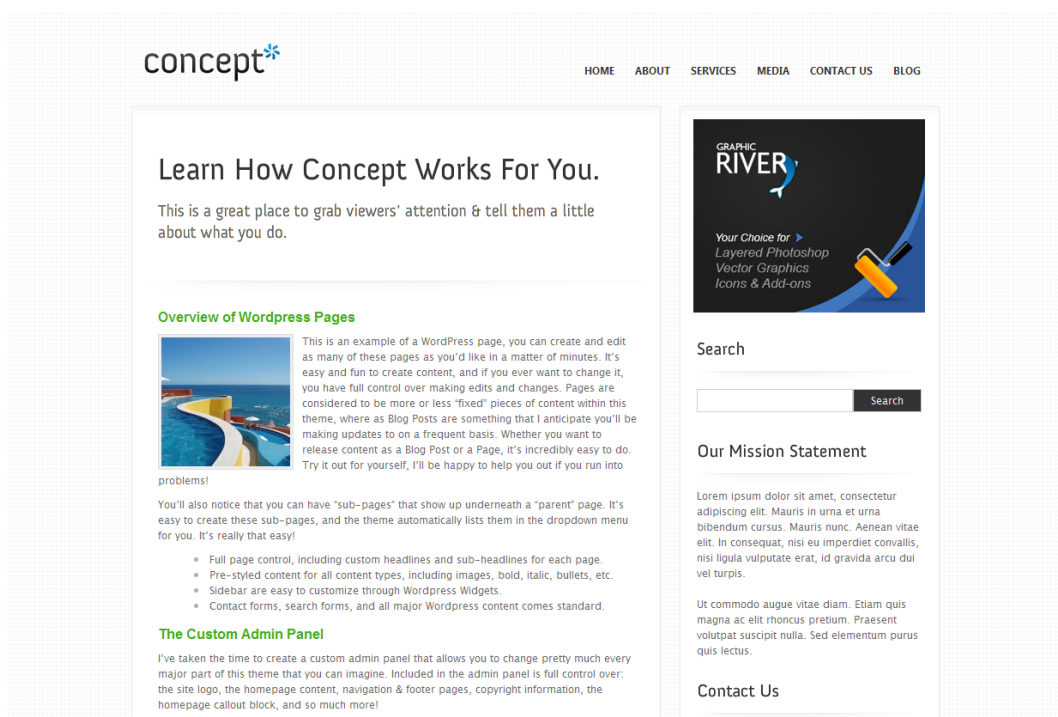 concept*
HOME ABOUT SERVICES MEDIA CONTACT US BLOG
Learn How Concept Works For You.
This is a great place to grab viewers' attention & tell them a little
about what you do.
Overview of Wordpress Pages
This is an example of a WordPress page, you can create and edit
as many of these pages as you'd like in a matter of minutes. It's
easy and fun to create content, and if you ever want to change it,
you have full control over making edits and changes. Pages are
considered to be more or less "fixed" pieces of content within this
theme, where as Blog Posts are something that I anticipate you'll be
making updates to on a frequent basis. Whether you want to
release content as a Blog Post or a Page, it's incredibly easy to do.
Try it out for yourself, I'll be happy to help you out if you run into
problems!
You'll also notice that you can have "sub-pages" that show up underneath a "parent" page. It's
easy to create these sub-pages, and the theme automatically lists them in the dropdown menu
for you. It's really that easy!
Full page control, including custom headlines and sub-headlines for each page.
Pre-styled content for all content types, including images, bold, italic, bullets, etc.
Sidebar are easy to customize through Wordpress Widgets.
Contact forms, search forms, and all major Wordpress content comes standard.
The Custom Admin Panel
I've taken the time to create a custom admin panel that allows you to change pretty much every
major part of this theme that you can imagine. Included in the admin panel is full control over:
the site logo, the homepage content, navigation & footer pages, copyright information, the
homepage callout block, and so much more!
GRAPHIC
RIVER
Your Choice for
Layered Photoshop
Vector Graphics
Icons & Add-ons
Search
Search
Our Mission Statement
Lorem ipsum dolor sit amet, consectetur
adipiscing elit. Mauris in urna et urna
bibendum cursus. Mauris nunc. Aenean vitae
elit. In consequat, nisi eu imperdiet convallis,
nisi ligula vulputate erat, id gravida arcu dui
vel turpis.
Ut commodo augue vitae diam. Etiam quis
magna ac elit rhoncus pretium. Praesent
volutpat suscipit nulla. Sed elementum purus
quis lectus.
Contact Us